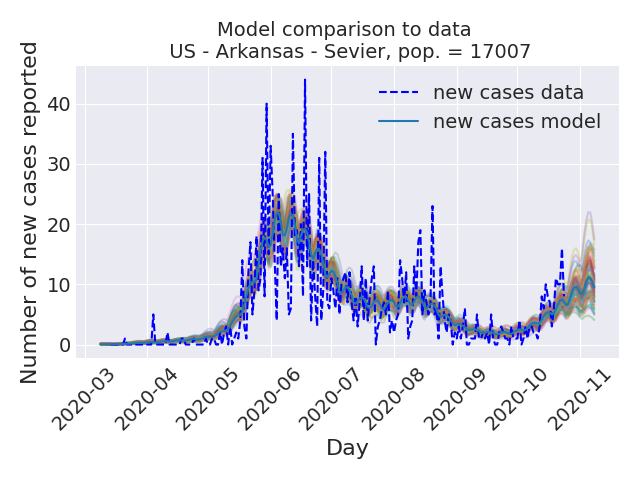 Model comparison to data
US - Arkansas - Sevier, pop. = 17007
Number of new cases reported
40
30
20
10
0
new cases data
new cases model
2020-03
2020-04
2020-05
2020-06
2020-07
2020-08
2020-09
2020-10
2020-11
Day